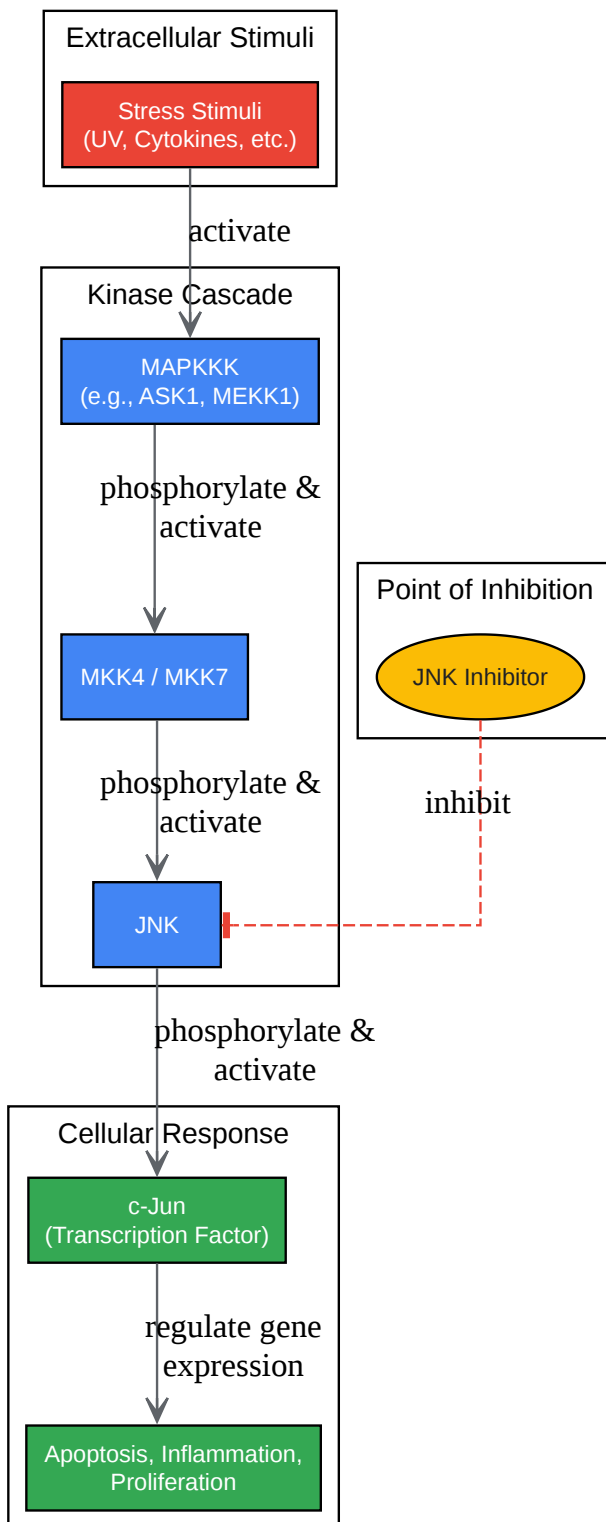 Extracellular Stimuli
Stress Stimuli
(UV, Cytokines, etc.)
activate
Kinase Cascade
MAPKKK
(e.g., ASK1, MEKK1)
phosphorylate &
activate
MKK4 / MKK7
Point of Inhibition
JNK Inhibitor
phosphorylate &
activate
inhibit
JNK
phosphorylate &
activate
Cellular Response
c-Jun
(Transcription Factor)
regulate gene
expression
Apoptosis, Inflammation,
Proliferation